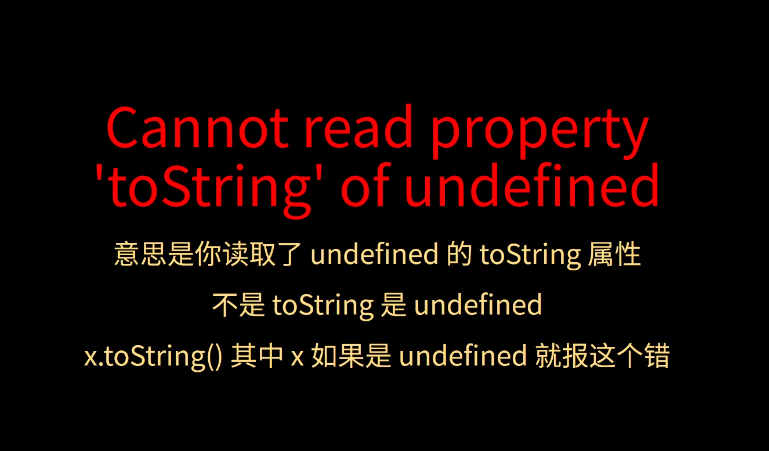 Cannot read property
'toString' of undefined
意思是你读取了 undefined 的 toString 属性
不是 toString 是 undefined
x.toString() 其中 x 如果是 undefined 就报这个错